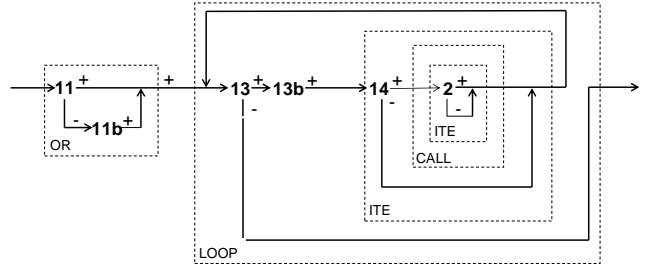 11 + + 13 + 13b + 14 + 2 +
- - - -
11b +
OR
ITE
CALL
ITE
LOOP